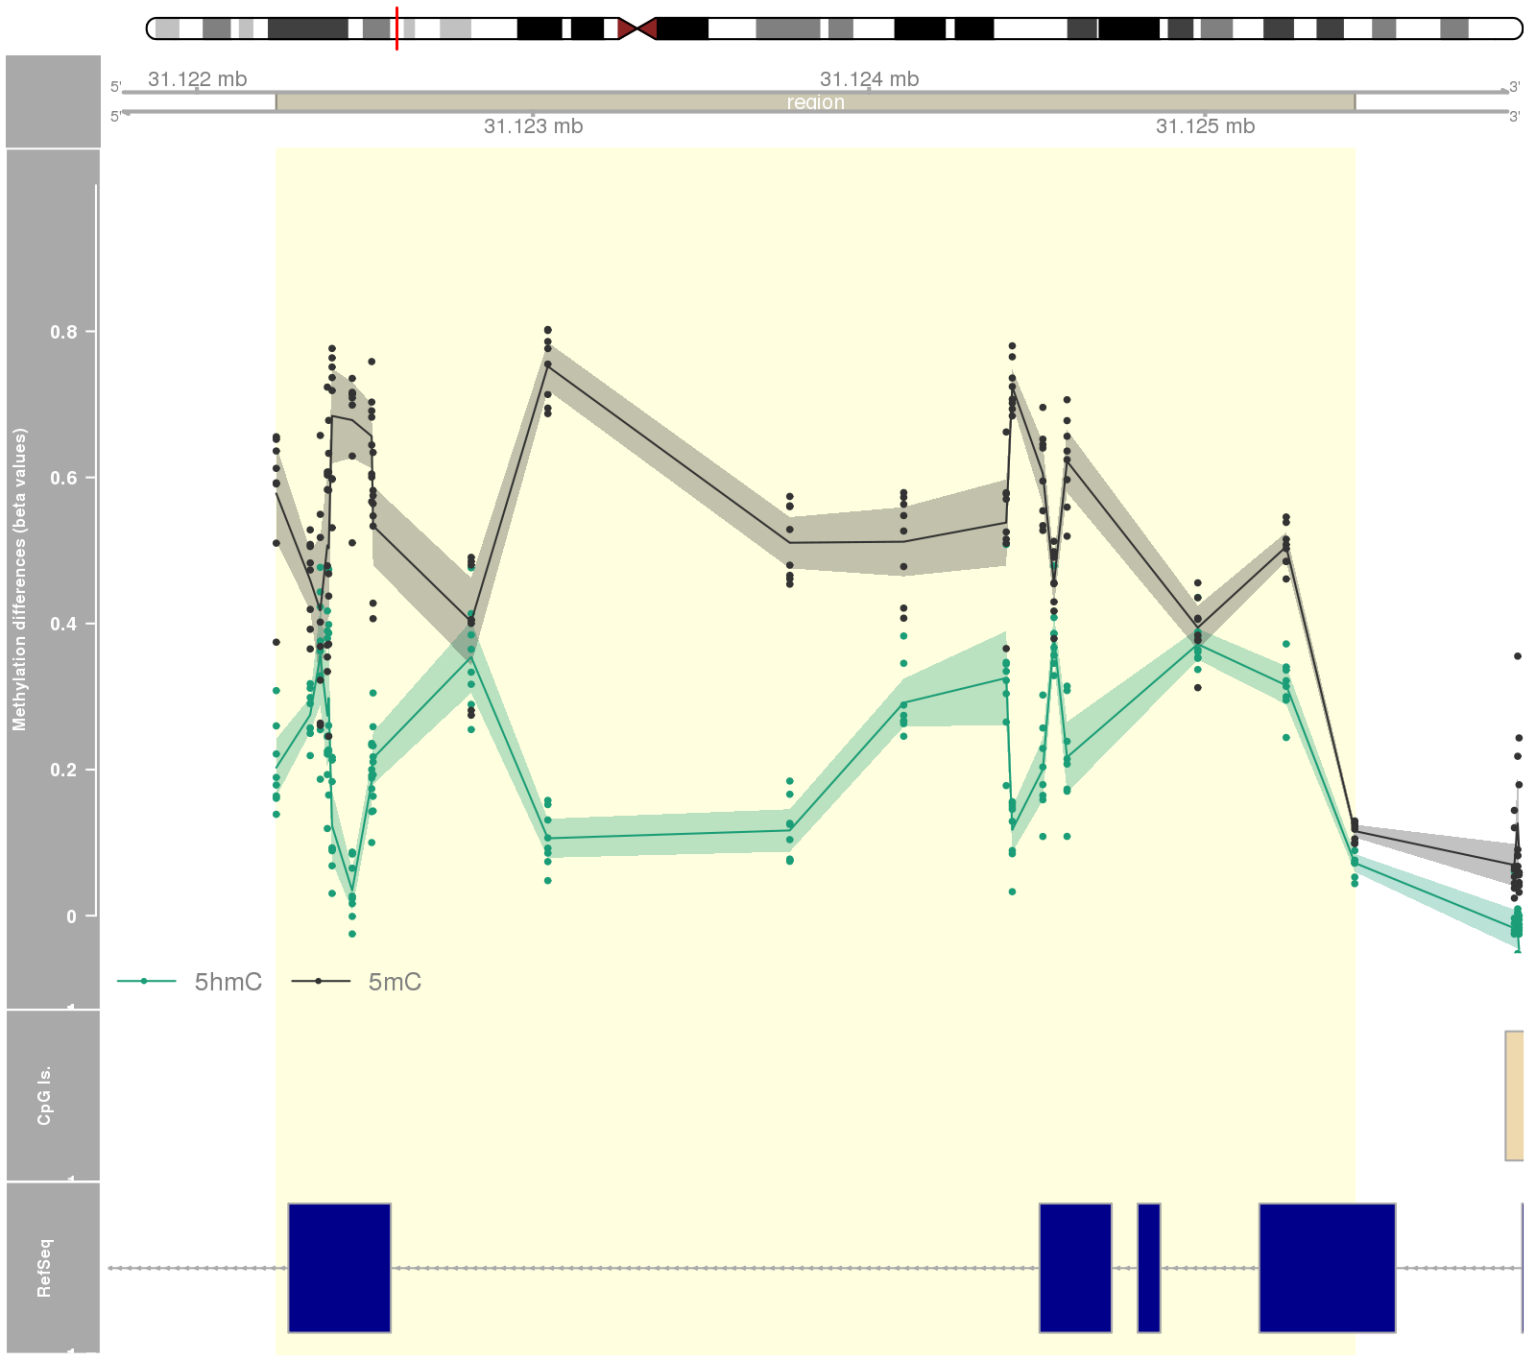 31.122 mb
31.124 mb
5'
3'
region
5'
3'
31.123 mb
31.125 mb
Methylation differences (beta values)
0.8
0.6
0.4
0.2
0
5hmC
5mC
CpG Is.
RefSeq